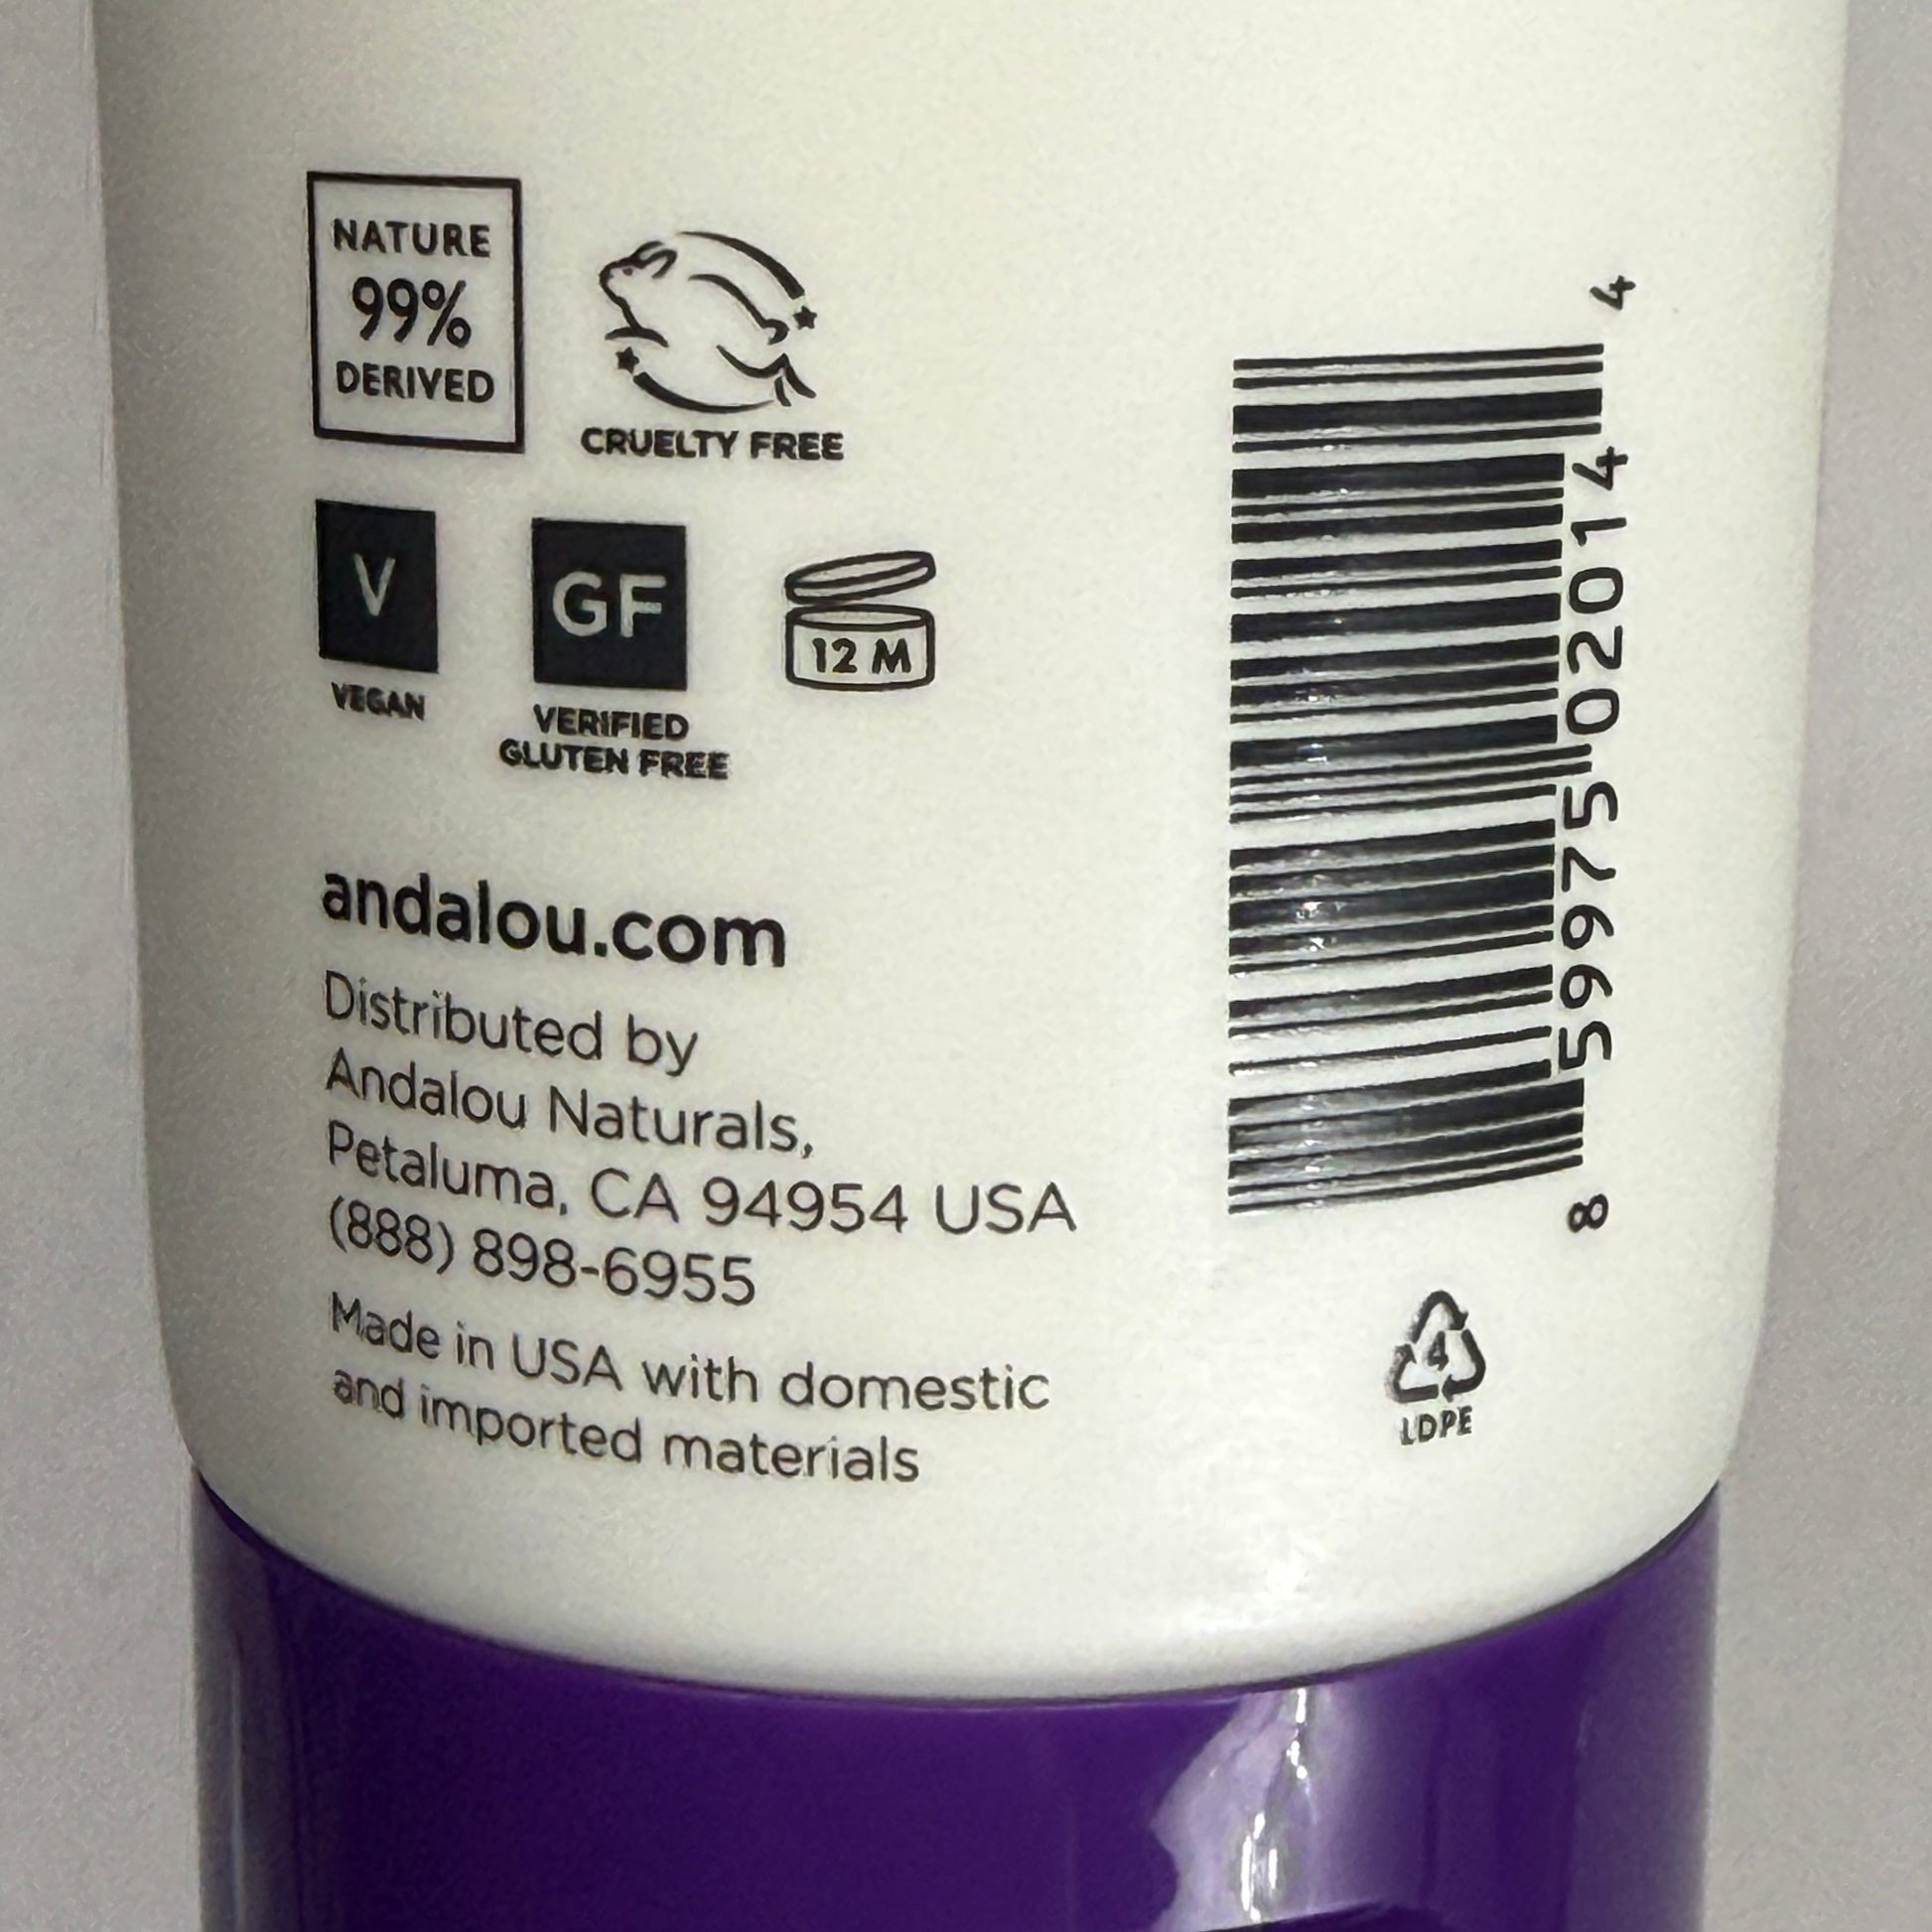 NATURE
99%
DERIVED
CRUELTY FREE
V
VEGAN
GF
VERIFIED
GLUTEN FREE
12 M
andalou.com
Distributed by
Andalou Naturals,
Petaluma, CA 94954 USA
(888) 898-6955
Made in USA with domestic
and imported materials
8 59975 02014 4
4
LDPE